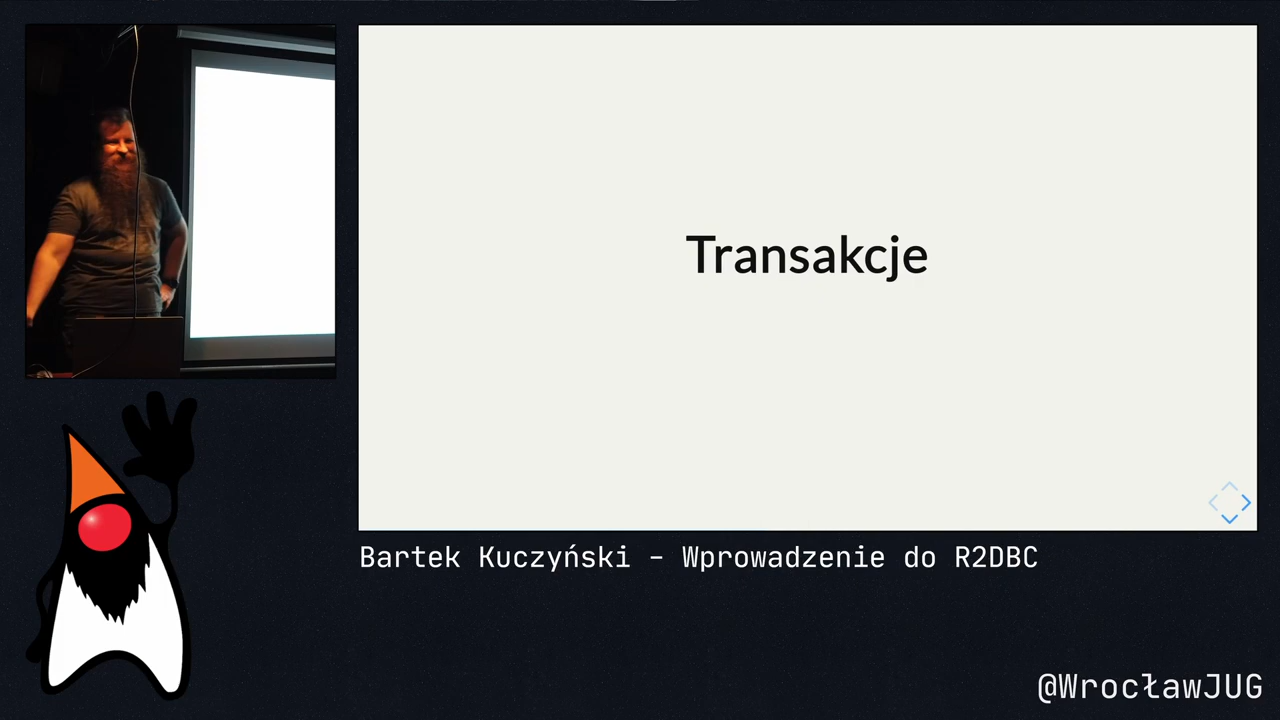 Transakcje
Bartek Kuczyński – Wprowadzenie do R2DBC
@WrocławJUG